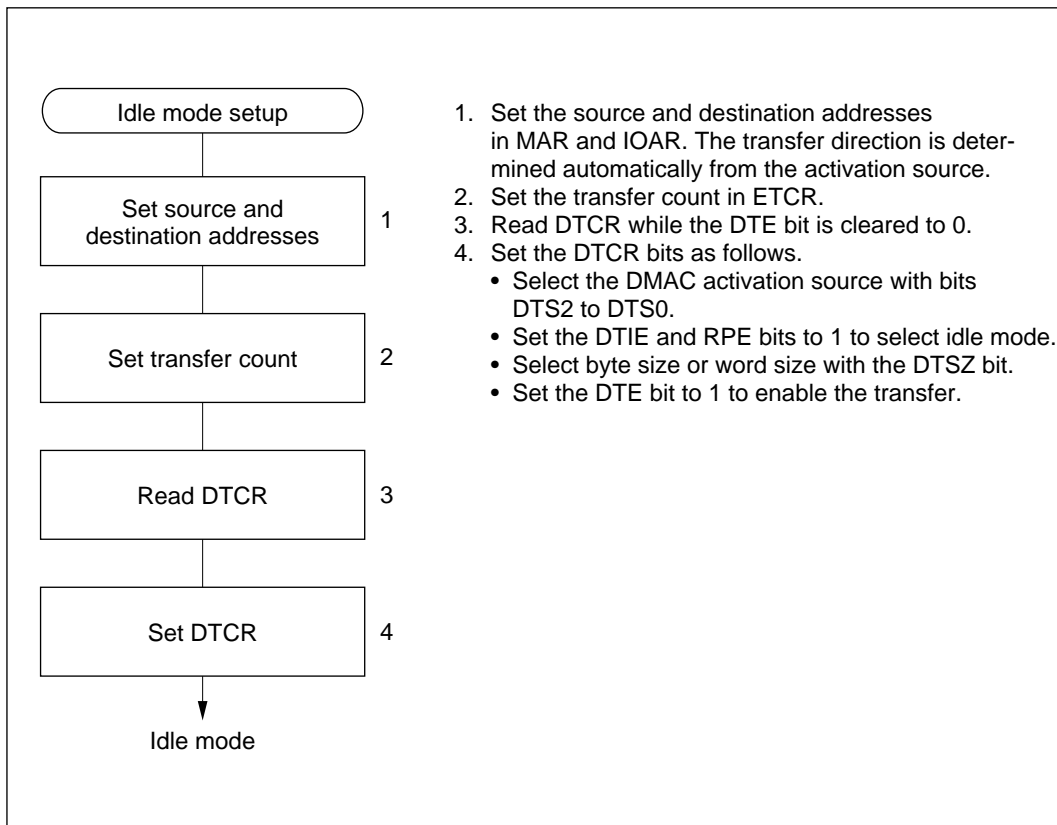 Idle mode setup
Set source and
destination addresses
1
Set transfer count
2
Read DTCR
3
Set DTCR
4
Idle mode
1. Set the source and destination addresses
in MAR and IOAR. The transfer direction is deter-
mined automatically from the activation source.
2. Set the transfer count in ETCR.
3. Read DTCR while the DTE bit is cleared to 0.
4. Set the DTCR bits as follows.
• Select the DMAC activation source with bits
DTS2 to DTS0.
• Set the DTIE and RPE bits to 1 to select idle mode.
• Select byte size or word size with the DTSZ bit.
• Set the DTE bit to 1 to enable the transfer.